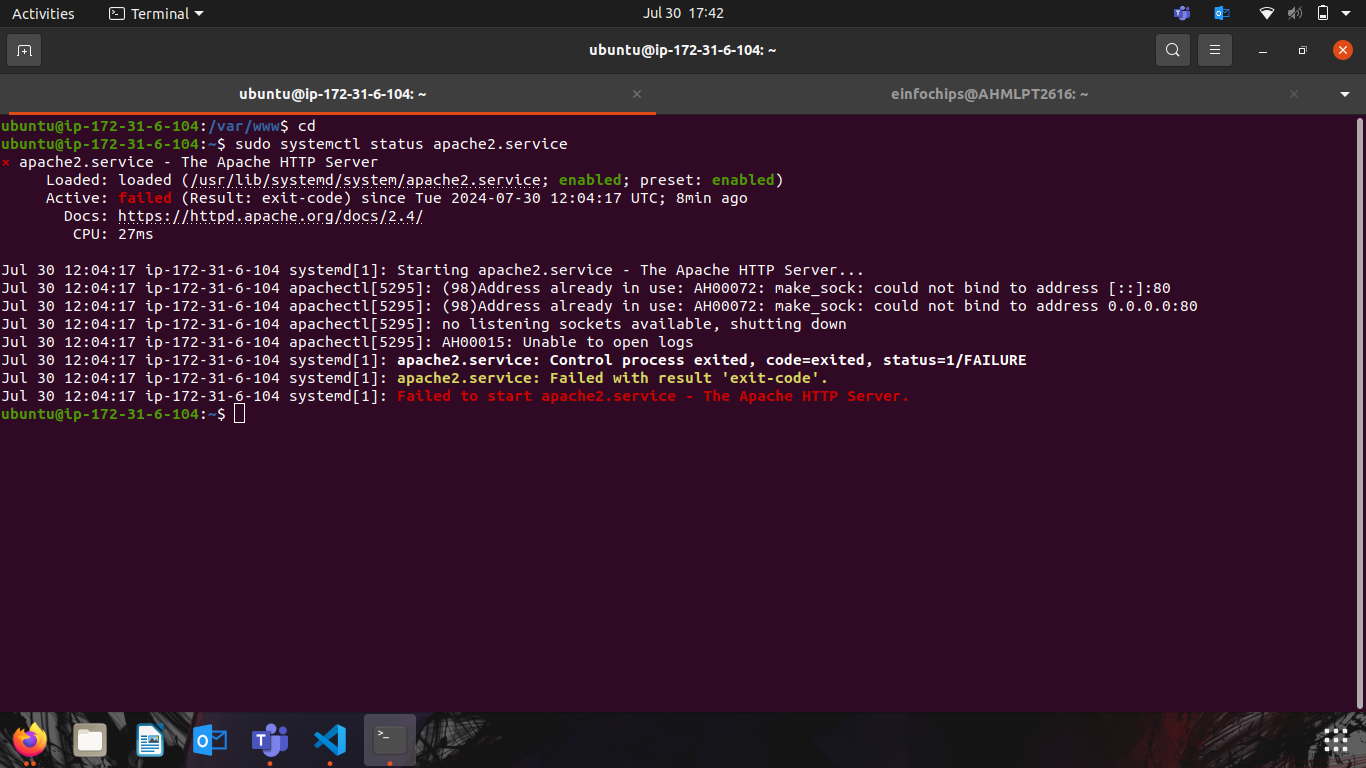 Activities
Terminal
Jul 30 17:42
ubuntu@ip-172-31-6-104: ~
ubuntu@ip-172-31-6-104: ~
einfochips@AHMLPT2616: ~
ubuntu@ip-172-31-6-104:/var/www$ cd
ubuntu@ip-172-31-6-104:~$ sudo systemctl status apache2.service
× apache2.service - The Apache HTTP Server
     Loaded: loaded (/usr/lib/systemd/system/apache2.service; enabled; preset: enabled)
     Active: failed (Result: exit-code) since Tue 2024-07-30 12:04:17 UTC; 8min ago
       Docs: https://httpd.apache.org/docs/2.4/
        CPU: 27ms
Jul 30 12:04:17 ip-172-31-6-104 systemd[1]: Starting apache2.service - The Apache HTTP Server...
Jul 30 12:04:17 ip-172-31-6-104 apachectl[5295]: (98)Address already in use: AH00072: make_sock: could not bind to address [::]:80
Jul 30 12:04:17 ip-172-31-6-104 apachectl[5295]: (98)Address already in use: AH00072: make_sock: could not bind to address 0.0.0.0:80
Jul 30 12:04:17 ip-172-31-6-104 apachectl[5295]: no listening sockets available, shutting down
Jul 30 12:04:17 ip-172-31-6-104 apachectl[5295]: AH00015: Unable to open logs
Jul 30 12:04:17 ip-172-31-6-104 systemd[1]: apache2.service: Control process exited, code=exited, status=1/FAILURE
Jul 30 12:04:17 ip-172-31-6-104 systemd[1]: apache2.service: Failed with result 'exit-code'.
Jul 30 12:04:17 ip-172-31-6-104 systemd[1]: Failed to start apache2.service - The Apache HTTP Server.
ubuntu@ip-172-31-6-104:~$